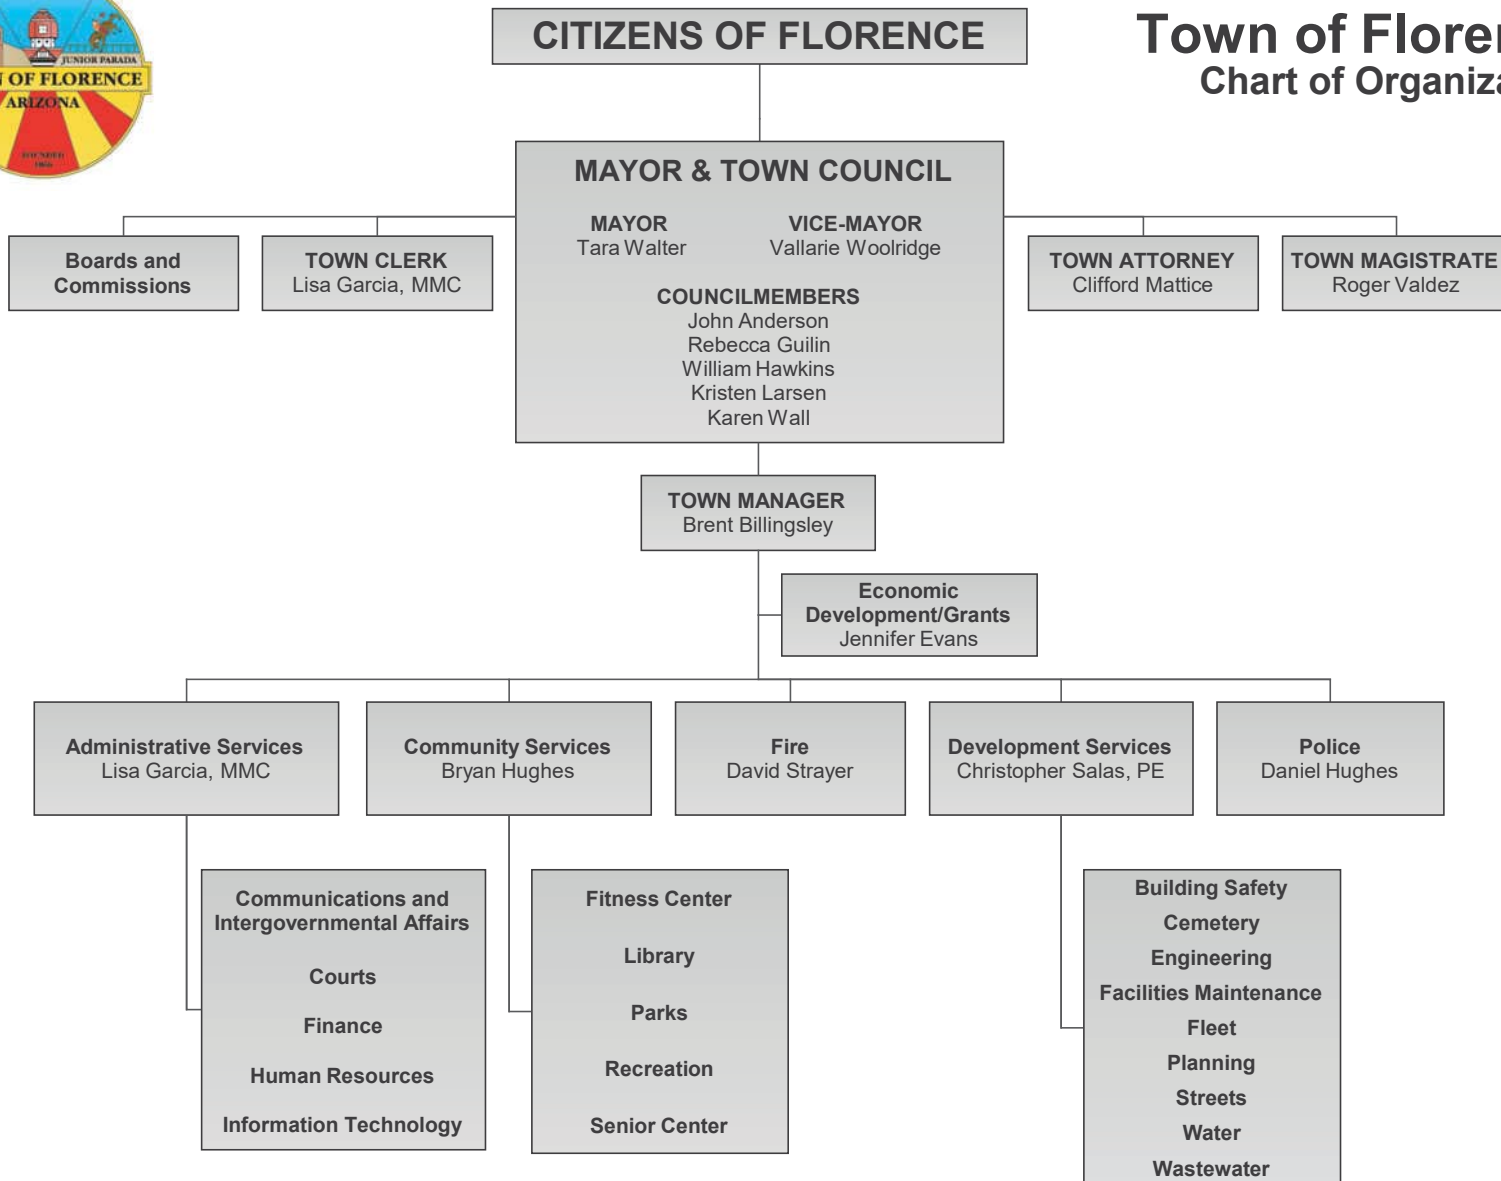 CITIZENS OF FLORENCE
Town of Flore
Chart of Organiza
JUNIOR PARADA
OF FLORENCE
ARIZONA
FOUNDED
1866
MAYOR & TOWN COUNCIL
MAYOR
Tara Walter
VICE-MAYOR
Vallarie Woolridge
COUNCILMEMBERS
John Anderson
Rebecca Guilin
William Hawkins
Kristen Larsen
Karen Wall
Boards and
Commissions
TOWN CLERK
Lisa Garcia, MMC
TOWN ATTORNEY
Clifford Mattice
TOWN MAGISTRATE
Roger Valdez
TOWN MANAGER
Brent Billingsley
Economic
Development/Grants
Jennifer Evans
Administrative Services
Lisa Garcia, MMC
Community Services
Bryan Hughes
Fire
David Strayer
Development Services
Christopher Salas, PE
Police
Daniel Hughes
Communications and
Intergovernmental Affairs
Courts
Finance
Human Resources
Information Technology
Fitness Center
Library
Parks
Recreation
Senior Center
Building Safety
Cemetery
Engineering
Facilities Maintenance
Fleet
Planning
Streets
Water
Wastewater